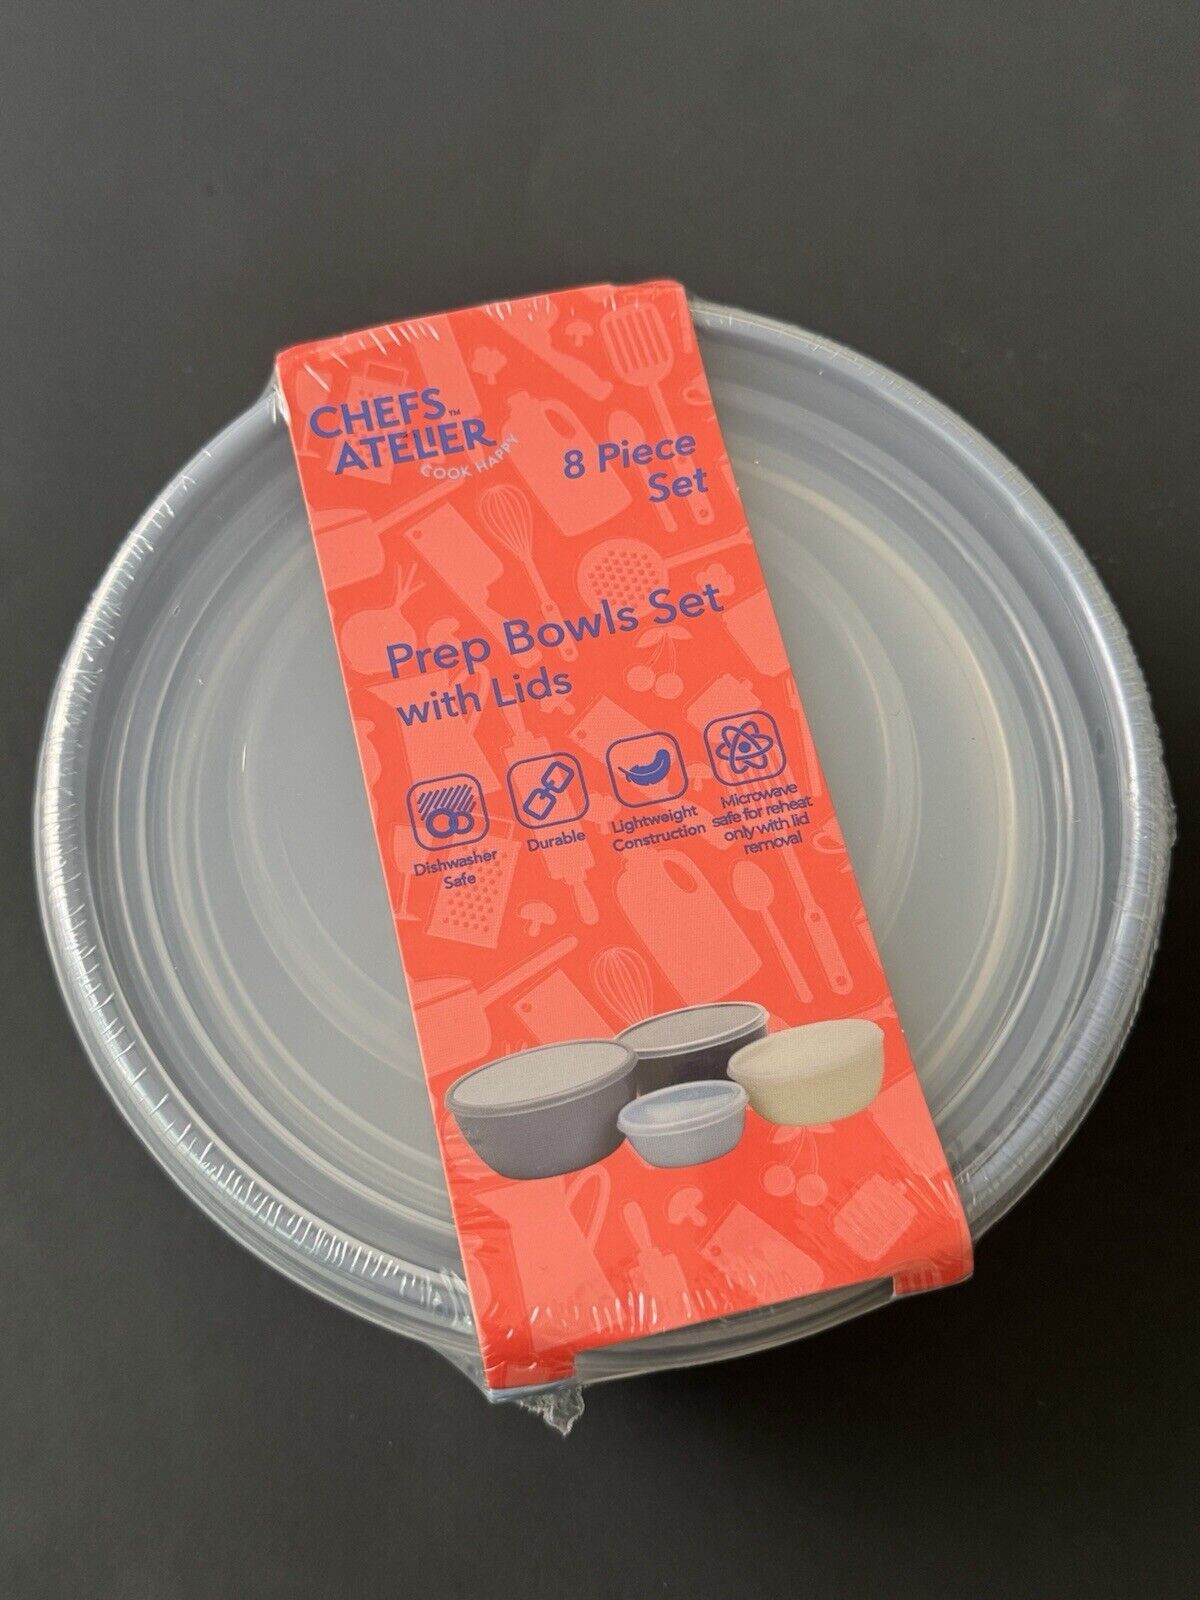 CHEFS™
ATELIER
COOK HAPPY
8 Piece
Set
Prep Bowls Set
with Lids
Dishwasher
Safe
Durable
Lightweight
Construction
Microwave
safe for reheat
only with lid
removal